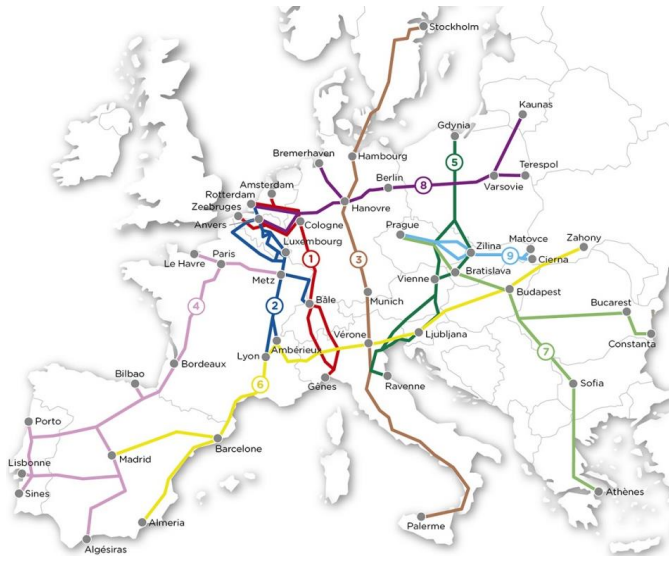 Stockholm
Kaunas
Gdynia
5
Bremerhaven
Hambourg
Terespol
Amsterdam
Berlin
8
Varsovie
Rotterdam
Hanovre
Zeebruges
Anvers
Cologne
Prague
Zilina
Matovce
Zahony
Luxembourg
9
Cierna
Paris
1
3
Le Havre
Metz
Vienne
Bratislava
Budapest
4
2
Bâle
Munich
Bucarest
Vérone
Ljubljana
Constanta
Lyon
Ambérieux
7
Bordeaux
6
Bilbao
Gênes
Ravenne
Sofia
Porto
Barcelone
Madrid
Lisbonne
Sines
Athènes
Almeria
Palerme
Algésiras